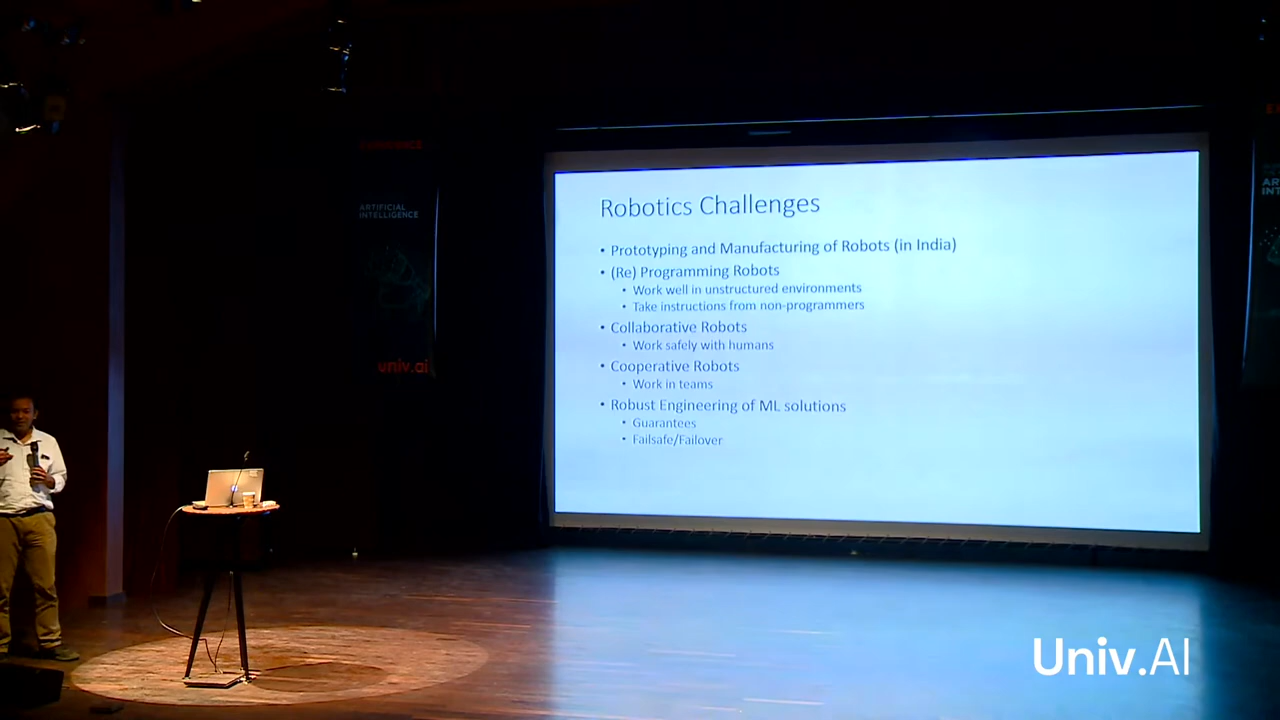 ARTIFICIAL
INTELLIGENCE
univ.ai
Robotics Challenges
• Prototyping and Manufacturing of Robots (in India)
• (Re) Programming Robots
• Work well in unstructured environments
• Take instructions from non-programmers
• Collaborative Robots
• Work safely with humans
• Cooperative Robots
• Work in teams
• Robust Engineering of ML solutions
• Guarantees
• Failsafe/Failover
Univ.AI